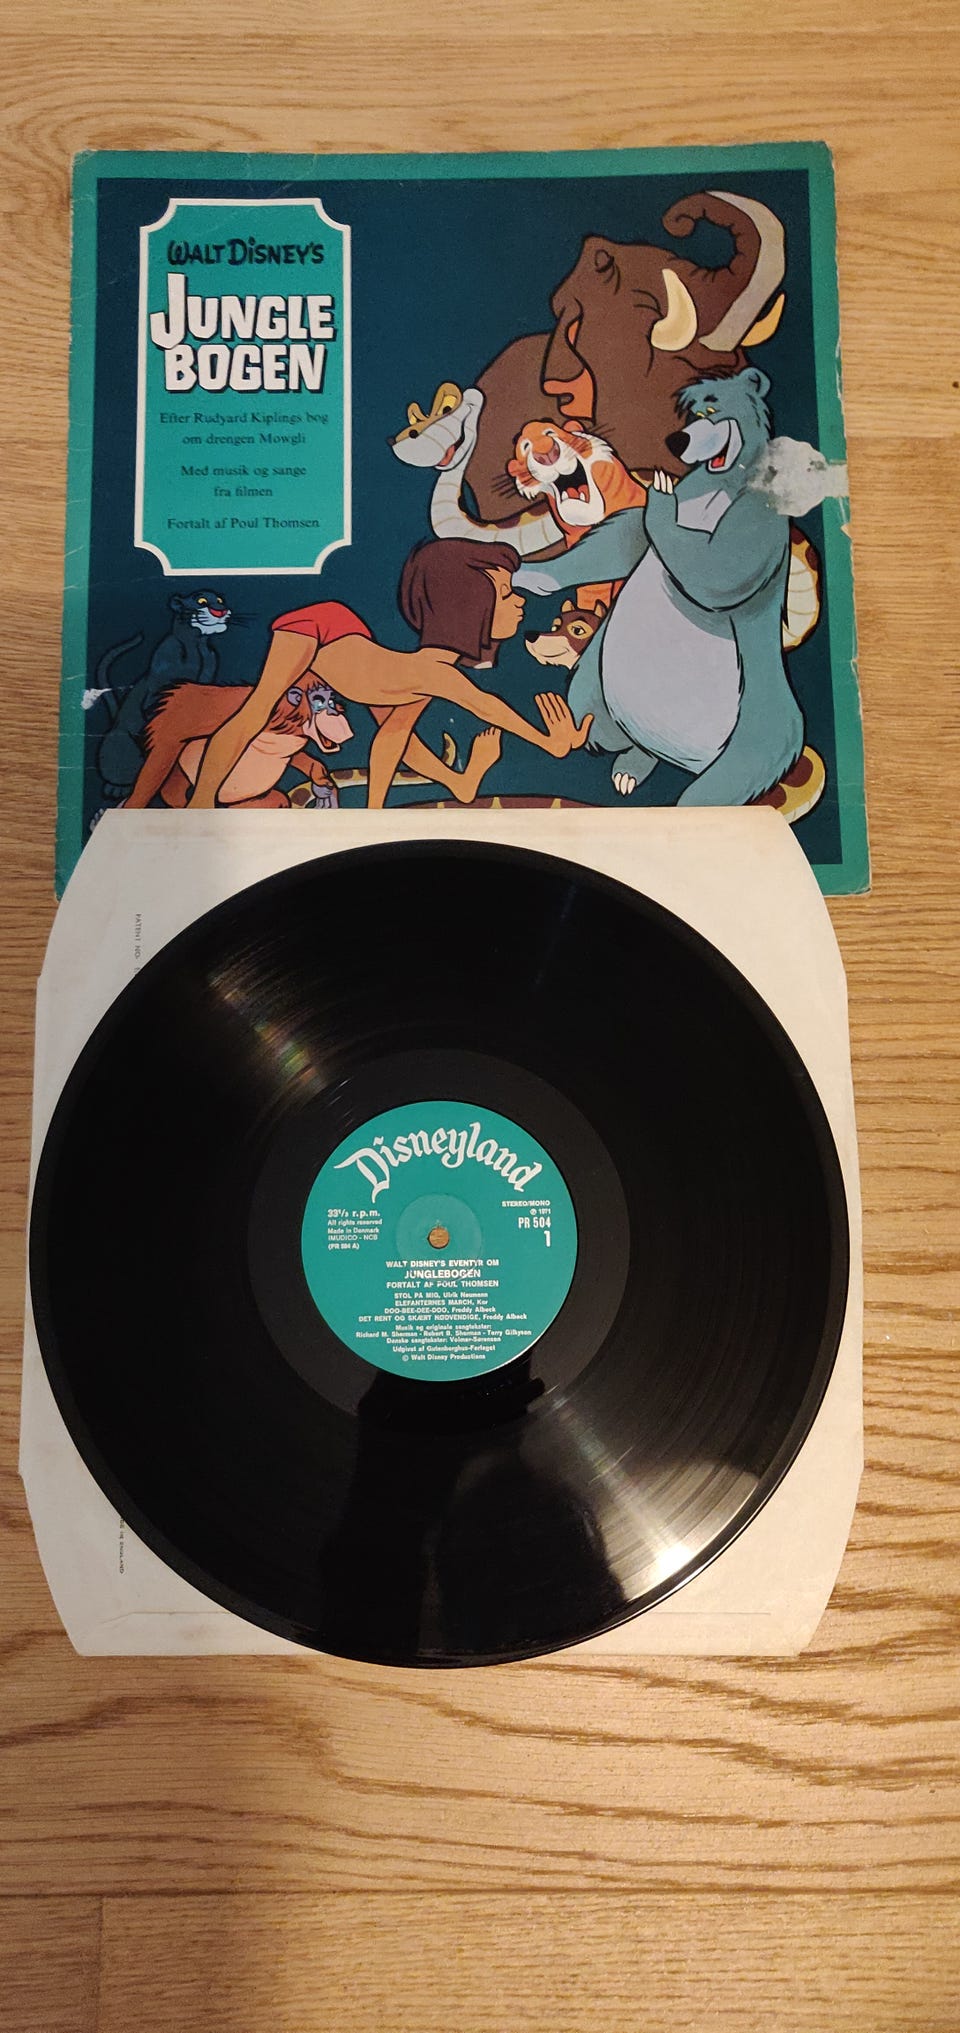 WALT DISNEY'S
JUNGLE
BOGEN
Efter Rudyard Kiplings bog
om drengen Mowgli
Med musik og sange
fra filmen
Fortalt af Poul Thomsen
PATENT NO.
IN ENGLAND
Disneyland
33⅓ r.p.m.
All rights reserved
Made in Denmark
IMUDICO - NCB
(PR 504 A)
STEREO/MONO
Ⓟ 1971
PR 504
1
WALT DISNEY'S EVENTYR OM
JUNGLEBOGEN
FORTALT AF POUL THOMSEN
STOL PÅ MIG, Ulrik Neumann
ELEFANTERNES MARCH, Kor
DOO-BEE-DEE-DOO, Freddy Albeck
DET RENT OG SKÆRT NØDVENDIGE, Freddy Albeck
Musik og originale sangtekster:
Richard M. Sherman - Robert B. Sherman - Terry Gilkyson
Danske sangtekster: Volmer-Sørensen
Udgivet af Gutenberghus-Forlaget
© Walt Disney Productions